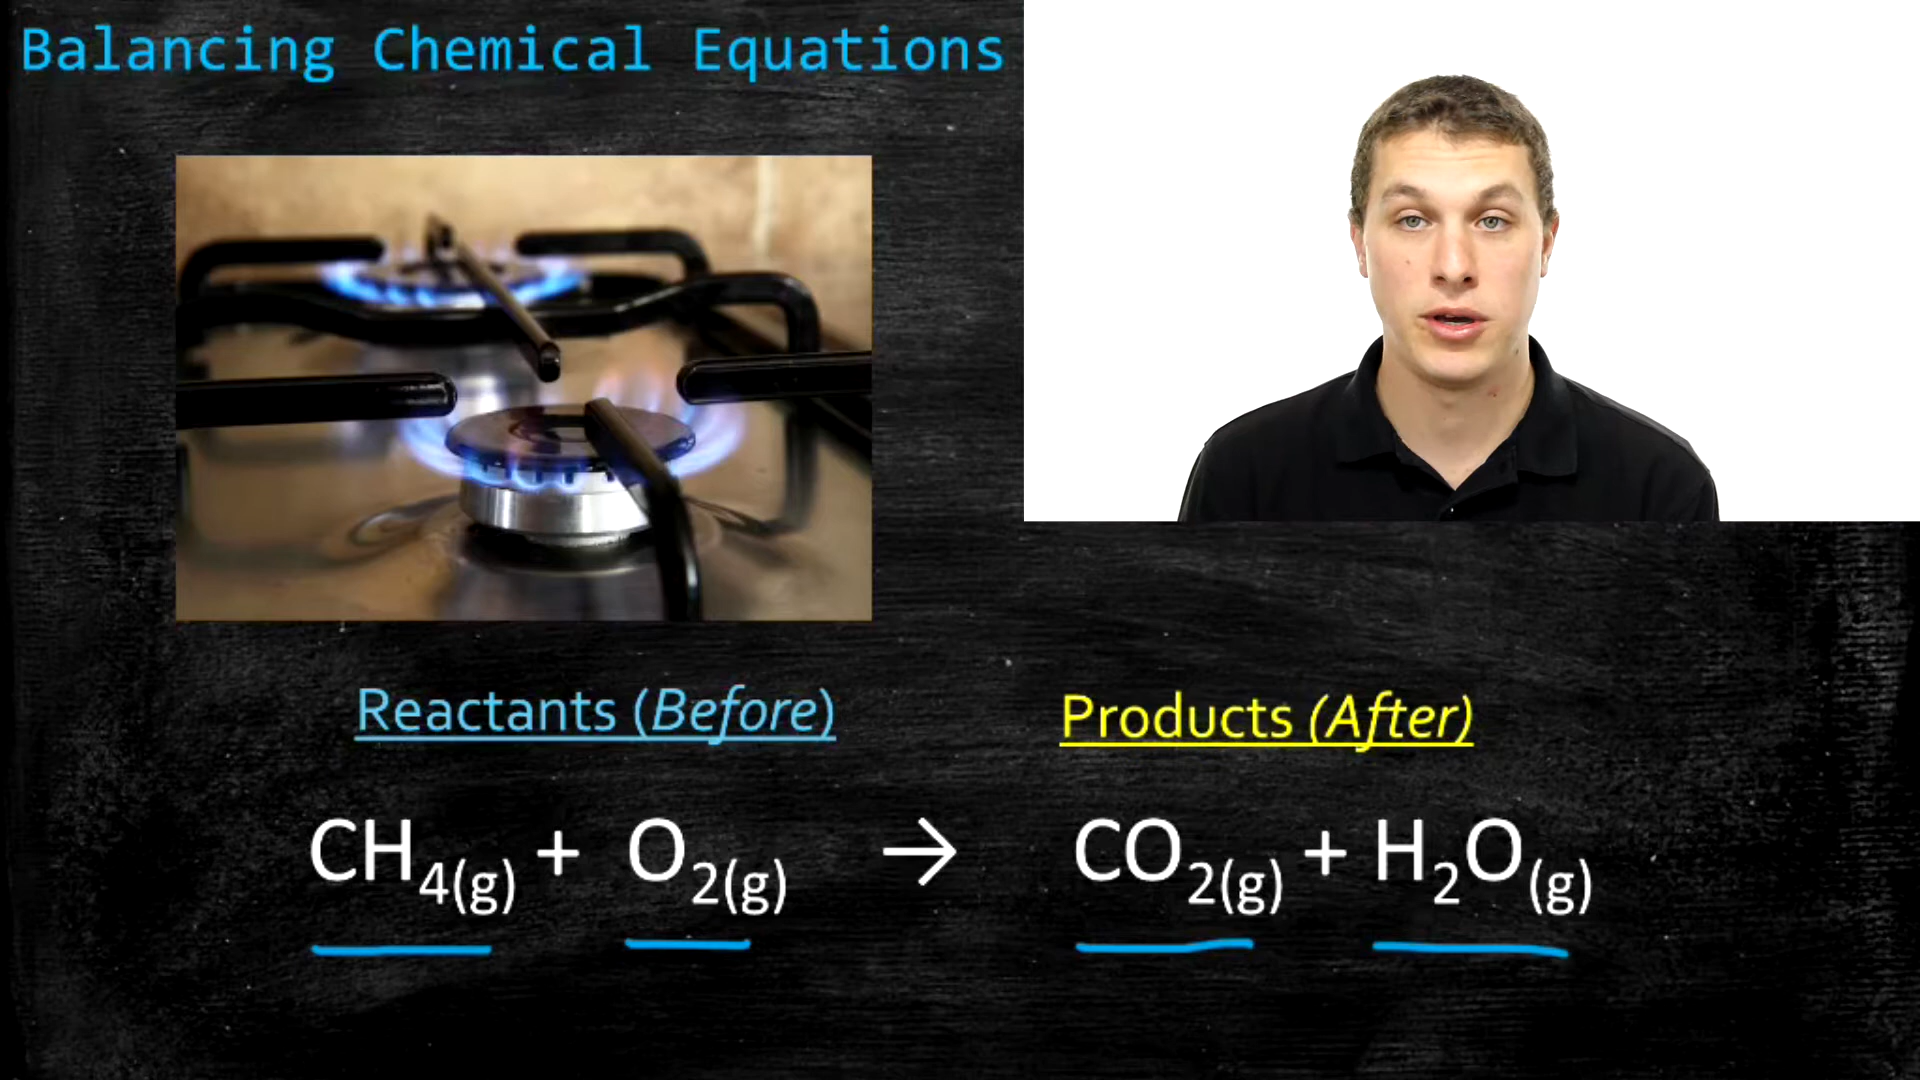 Balancing Chemical Equations
Reactants (Before) Products (After)
CH₄(g) + O₂(g) → CO₂(g) + H₂O(g)